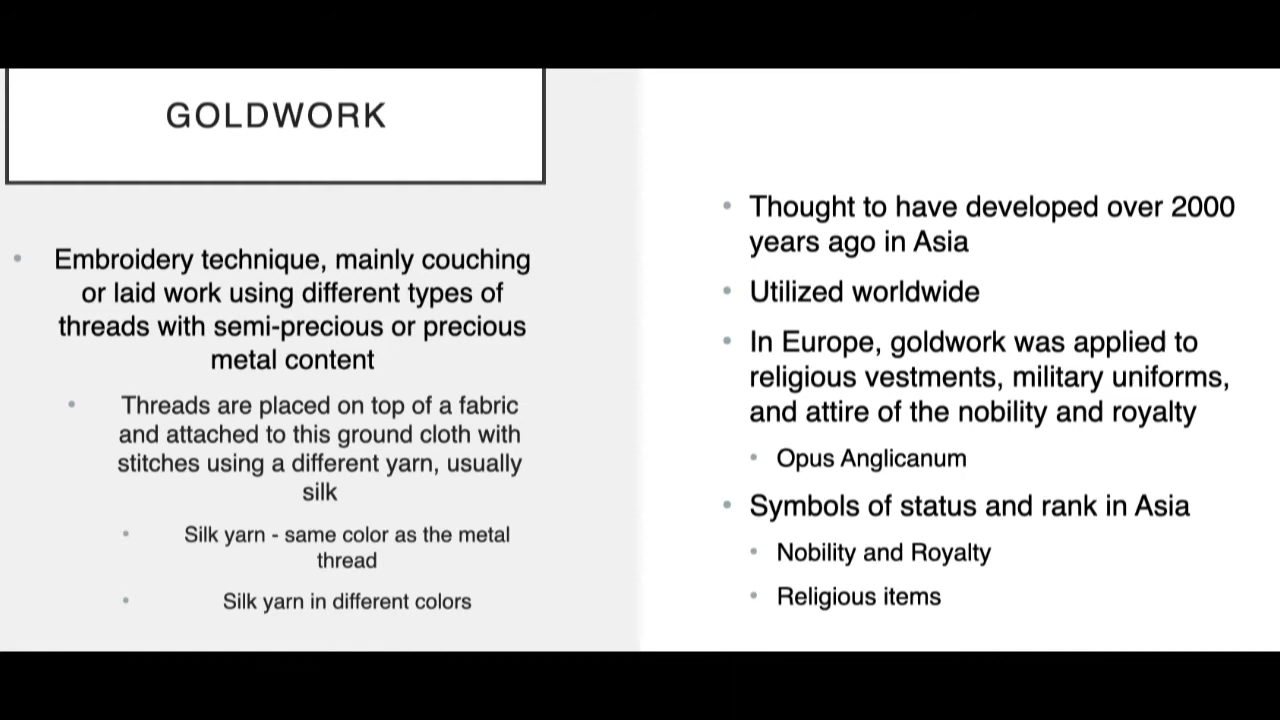 GOLDWORK
Embroidery technique, mainly couching
or laid work using different types of
threads with semi-precious or precious
metal content
Threads are placed on top of a fabric
and attached to this ground cloth with
stitches using a different yarn, usually
silk
Silk yarn - same color as the metal
thread
Silk yarn in different colors
Thought to have developed over 2000
years ago in Asia
Utilized worldwide
In Europe, goldwork was applied to
religious vestments, military uniforms,
and attire of the nobility and royalty
Opus Anglicanum
Symbols of status and rank in Asia
Nobility and Royalty
Religious items